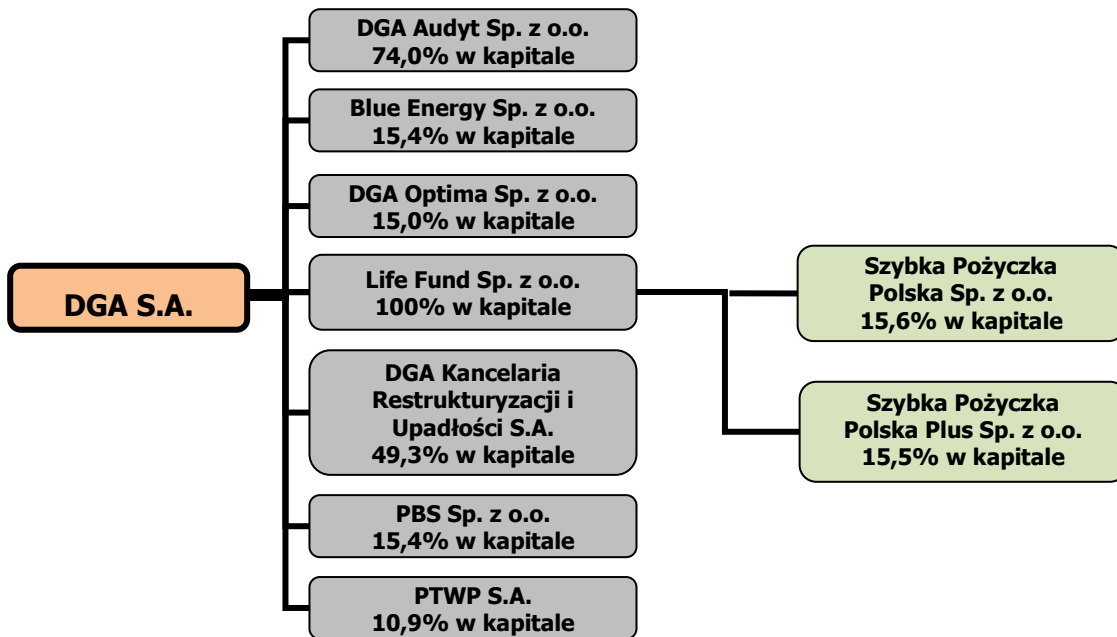 DGA S.A.
DGA Audyt Sp. z o.o.
74,0% w kapitale
Blue Energy Sp. z o.o.
15,4% w kapitale
DGA Optima Sp. z o.o.
15,0% w kapitale
Life Fund Sp. z o.o.
100% w kapitale
DGA Kancelaria
Restrukturyzacji i
Upadłości S.A.
49,3% w kapitale
PBS Sp. z o.o.
15,4% w kapitale
PTWP S.A.
10,9% w kapitale
Szybka Pożyczka
Polska Sp. z o.o.
15,6% w kapitale
Szybka Pożyczka
Polska Plus Sp. z o.o.
15,5% w kapitale